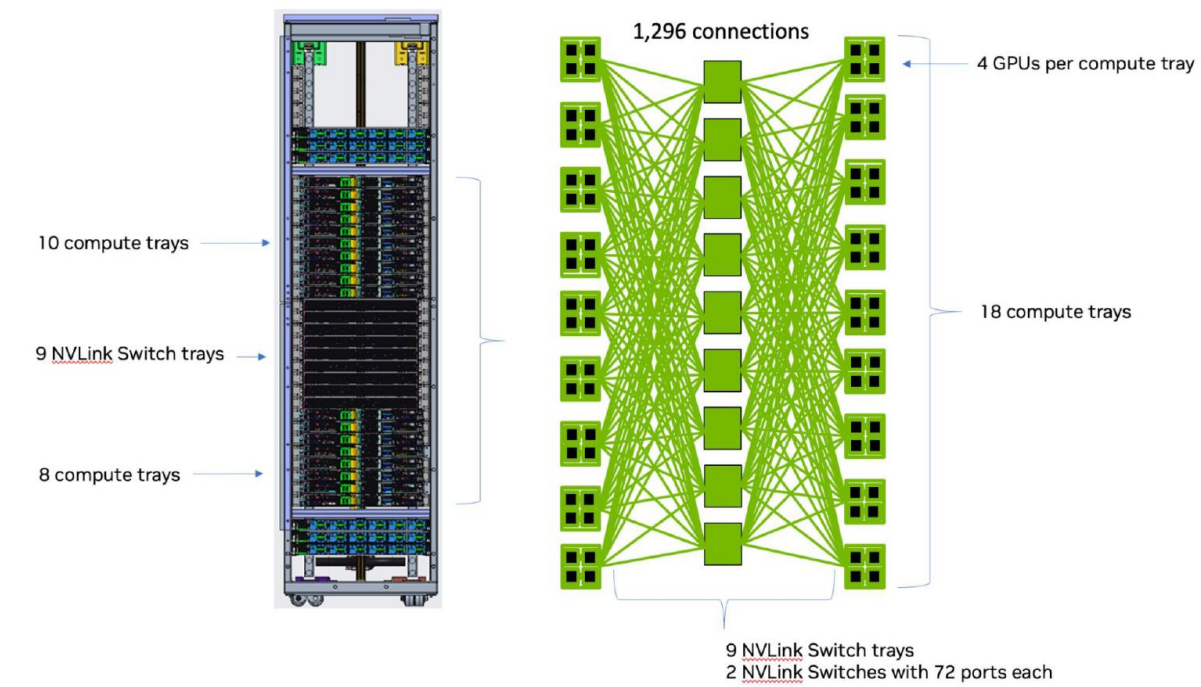 1,296 connections
4 GPUs per compute tray
10 compute trays
18 compute trays
9 NVLink Switch trays
8 compute trays
9 NVLink Switch trays
2 NVLink Switches with 72 ports each